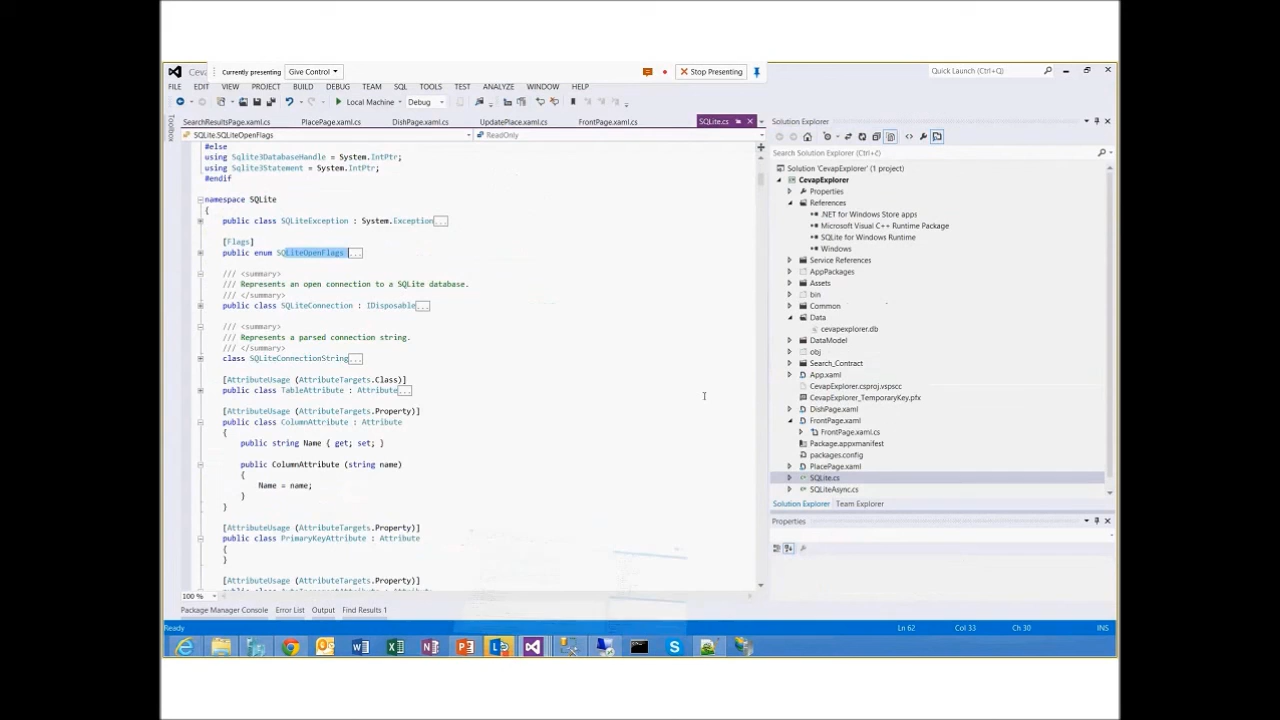 Currently presenting Give Control Stop Presenting
Quick Launch (Ctrl+Q)
FILE EDIT VIEW PROJECT BUILD DEBUG TEAM SQL TOOLS TEST ANALYZE WINDOW HELP
Local Machine Debug
Toolbox
SearchResultsPage.xaml.cs PlacePage.xaml.cs DishPage.xaml.cs UpdatePlace.xaml.cs FrontPage.xaml.cs SQLite.cs
SQLite.SQLiteOpenFlags ReadOnly
#else
using Sqlite3DatabaseHandle = System.IntPtr;
using Sqlite3Statement = System.IntPtr;
#endif
namespace SQLite
{
public class SQLiteException : System.Exception...
[Flags]
public enum SQLiteOpenFlags ...
/// <summary>
/// Represents an open connection to a SQLite database.
/// </summary>
public class SQLiteConnection : IDisposable...
/// <summary>
/// Represents a parsed connection string.
/// </summary>
class SQLiteConnectionString...
[AttributeUsage (AttributeTargets.Class)]
public class TableAttribute : Attribute...
[AttributeUsage (AttributeTargets.Property)]
public class ColumnAttribute : Attribute
{
public string Name { get; set; }
public ColumnAttribute (string name)
{
Name = name;
}
}
[AttributeUsage (AttributeTargets.Property)]
public class PrimaryKeyAttribute : Attribute
{
}
[AttributeUsage (AttributeTargets.Property)]
100 %
Package Manager Console Error List Output Find Results 1
Solution Explorer
Search Solution Explorer (Ctrl+č)
Solution 'CevapExplorer' (1 project)
CevapExplorer
Properties
References
.NET for Windows Store apps
Microsoft Visual C++ Runtime Package
SQLite for Windows Runtime
Windows
Service References
AppPackages
Assets
bin
Common
Data
cevapexplorer.db
DataModel
obj
Search_Contract
App.xaml
CevapExplorer.csproj.vspscc
CevapExplorer_TemporaryKey.pfx
DishPage.xaml
FrontPage.xaml
FrontPage.xaml.cs
Package.appxmanifest
packages.config
PlacePage.xaml
SQLite.cs
SQLiteAsync.cs
Solution Explorer Team Explorer
Properties
Ready Ln 62 Col 33 Ch 30 INS